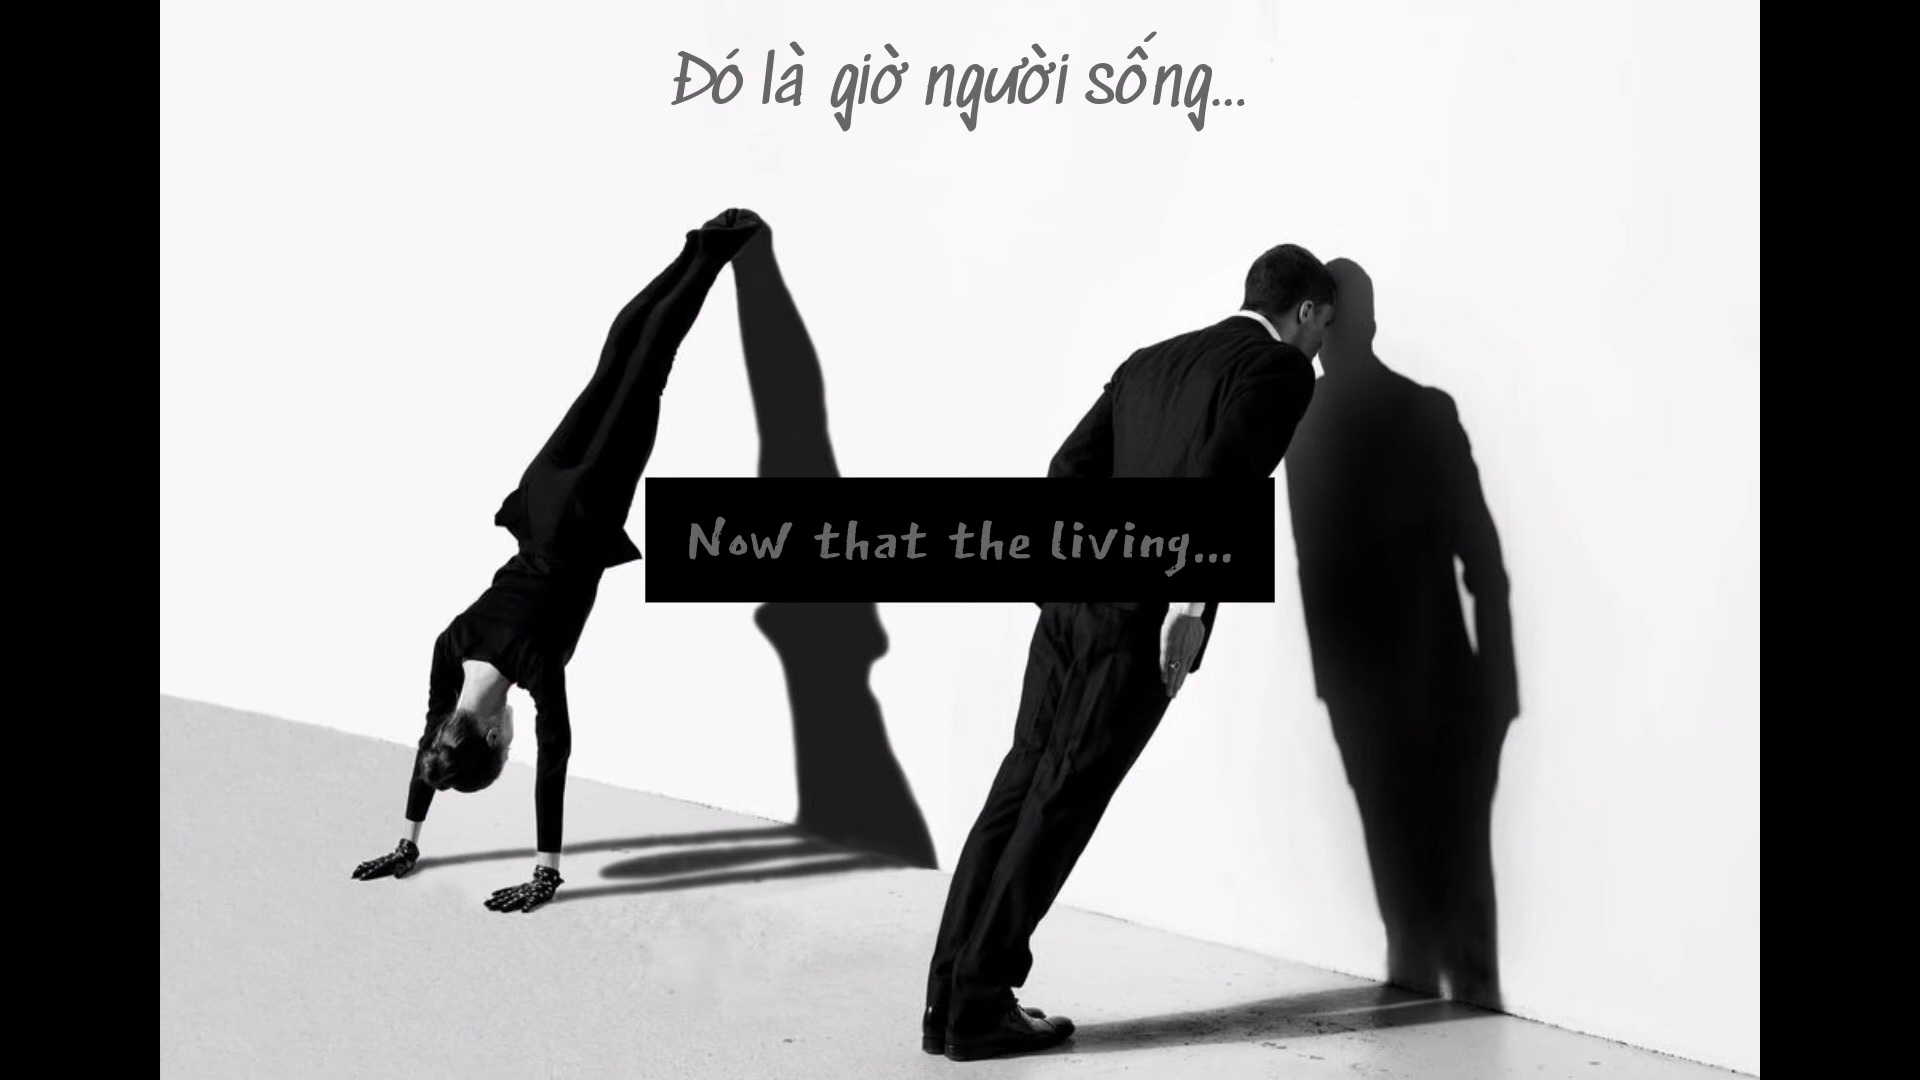 Đó là giờ người sống...
Now that the living...